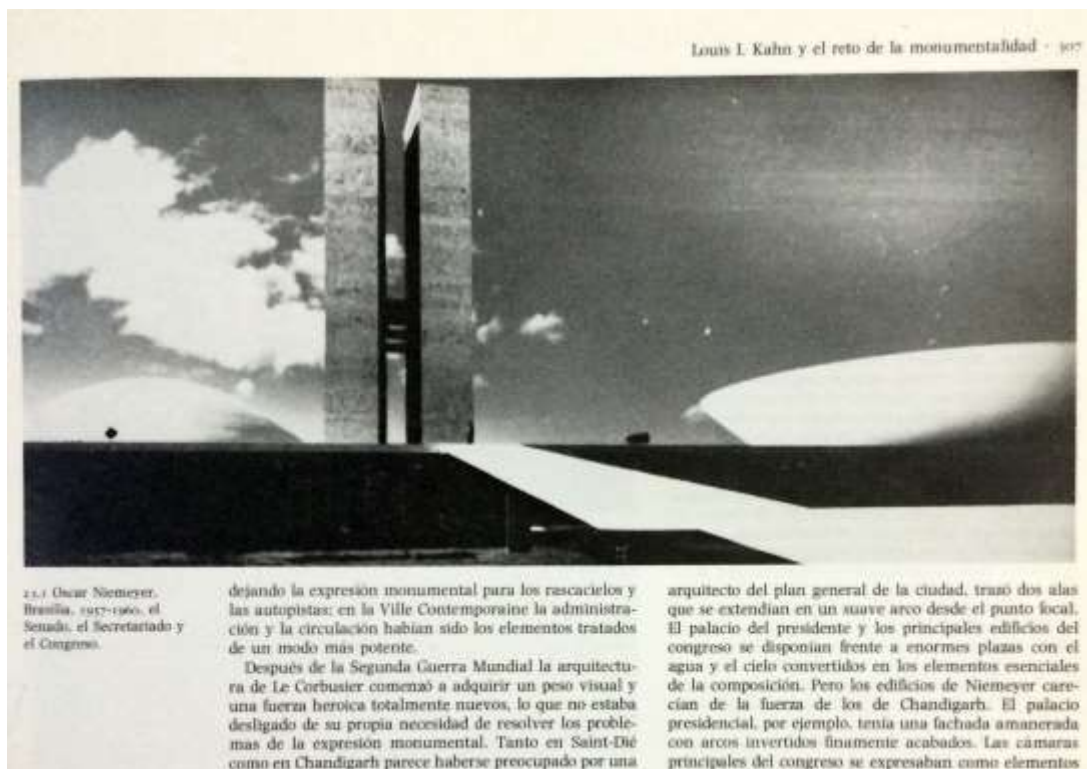 Louis I. Kahn y el reto de la monumentalidad · 307
21.1 Oscar Niemeyer,
Brasilia, 1957-1960, el
Senado, el Secretariado y
el Congreso.
dejando la expresión monumental para los rascacielos y
las autopistas; en la Ville Contemporaine la administra-
ción y la circulación habían sido los elementos tratados
de un modo más potente.
Después de la Segunda Guerra Mundial la arquitectu-
ra de Le Corbusier comenzó a adquirir un peso visual y
una fuerza heroica totalmente nuevos, lo que no estaba
desligado de su propia necesidad de resolver los proble-
mas de la expresión monumental. Tanto en Saint-Dié
como en Chandigarh parece haberse preocupado por una
arquitecto del plan general de la ciudad, trazó dos alas
que se extendían en un suave arco desde el punto focal.
El palacio del presidente y los principales edificios del
congreso se disponían frente a enormes plazas con el
agua y el cielo convertidos en los elementos esenciales
de la composición. Pero los edificios de Niemeyer care-
cían de la fuerza de los de Chandigarh. El palacio
presidencial, por ejemplo, tenía una fachada amanerada
con arcos invertidos finamente acabados. Las cámaras
principales del congreso se expresaban como elementos